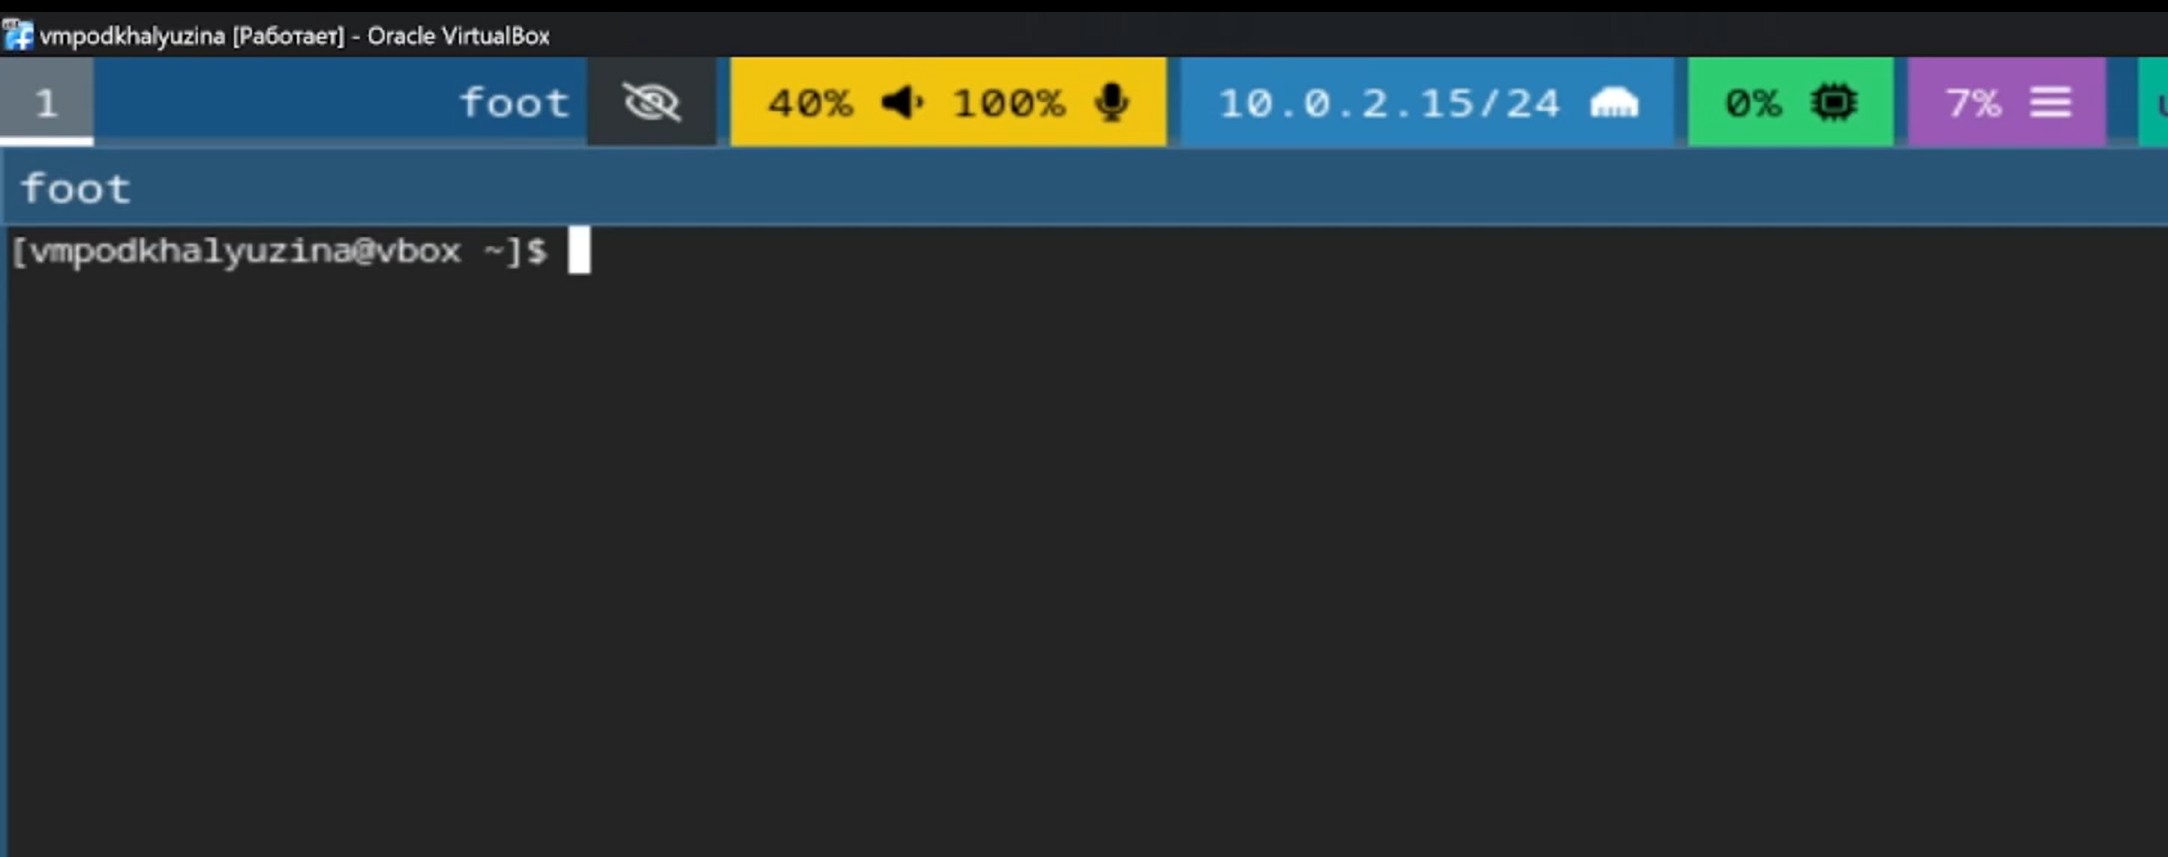 vmpodkhalyuzina [Работает] - Oracle VirtualBox
1 foot 40% 100% 10.0.2.15/24 0% 7%
foot
[vmpodkhalyuzina@vbox ~]$